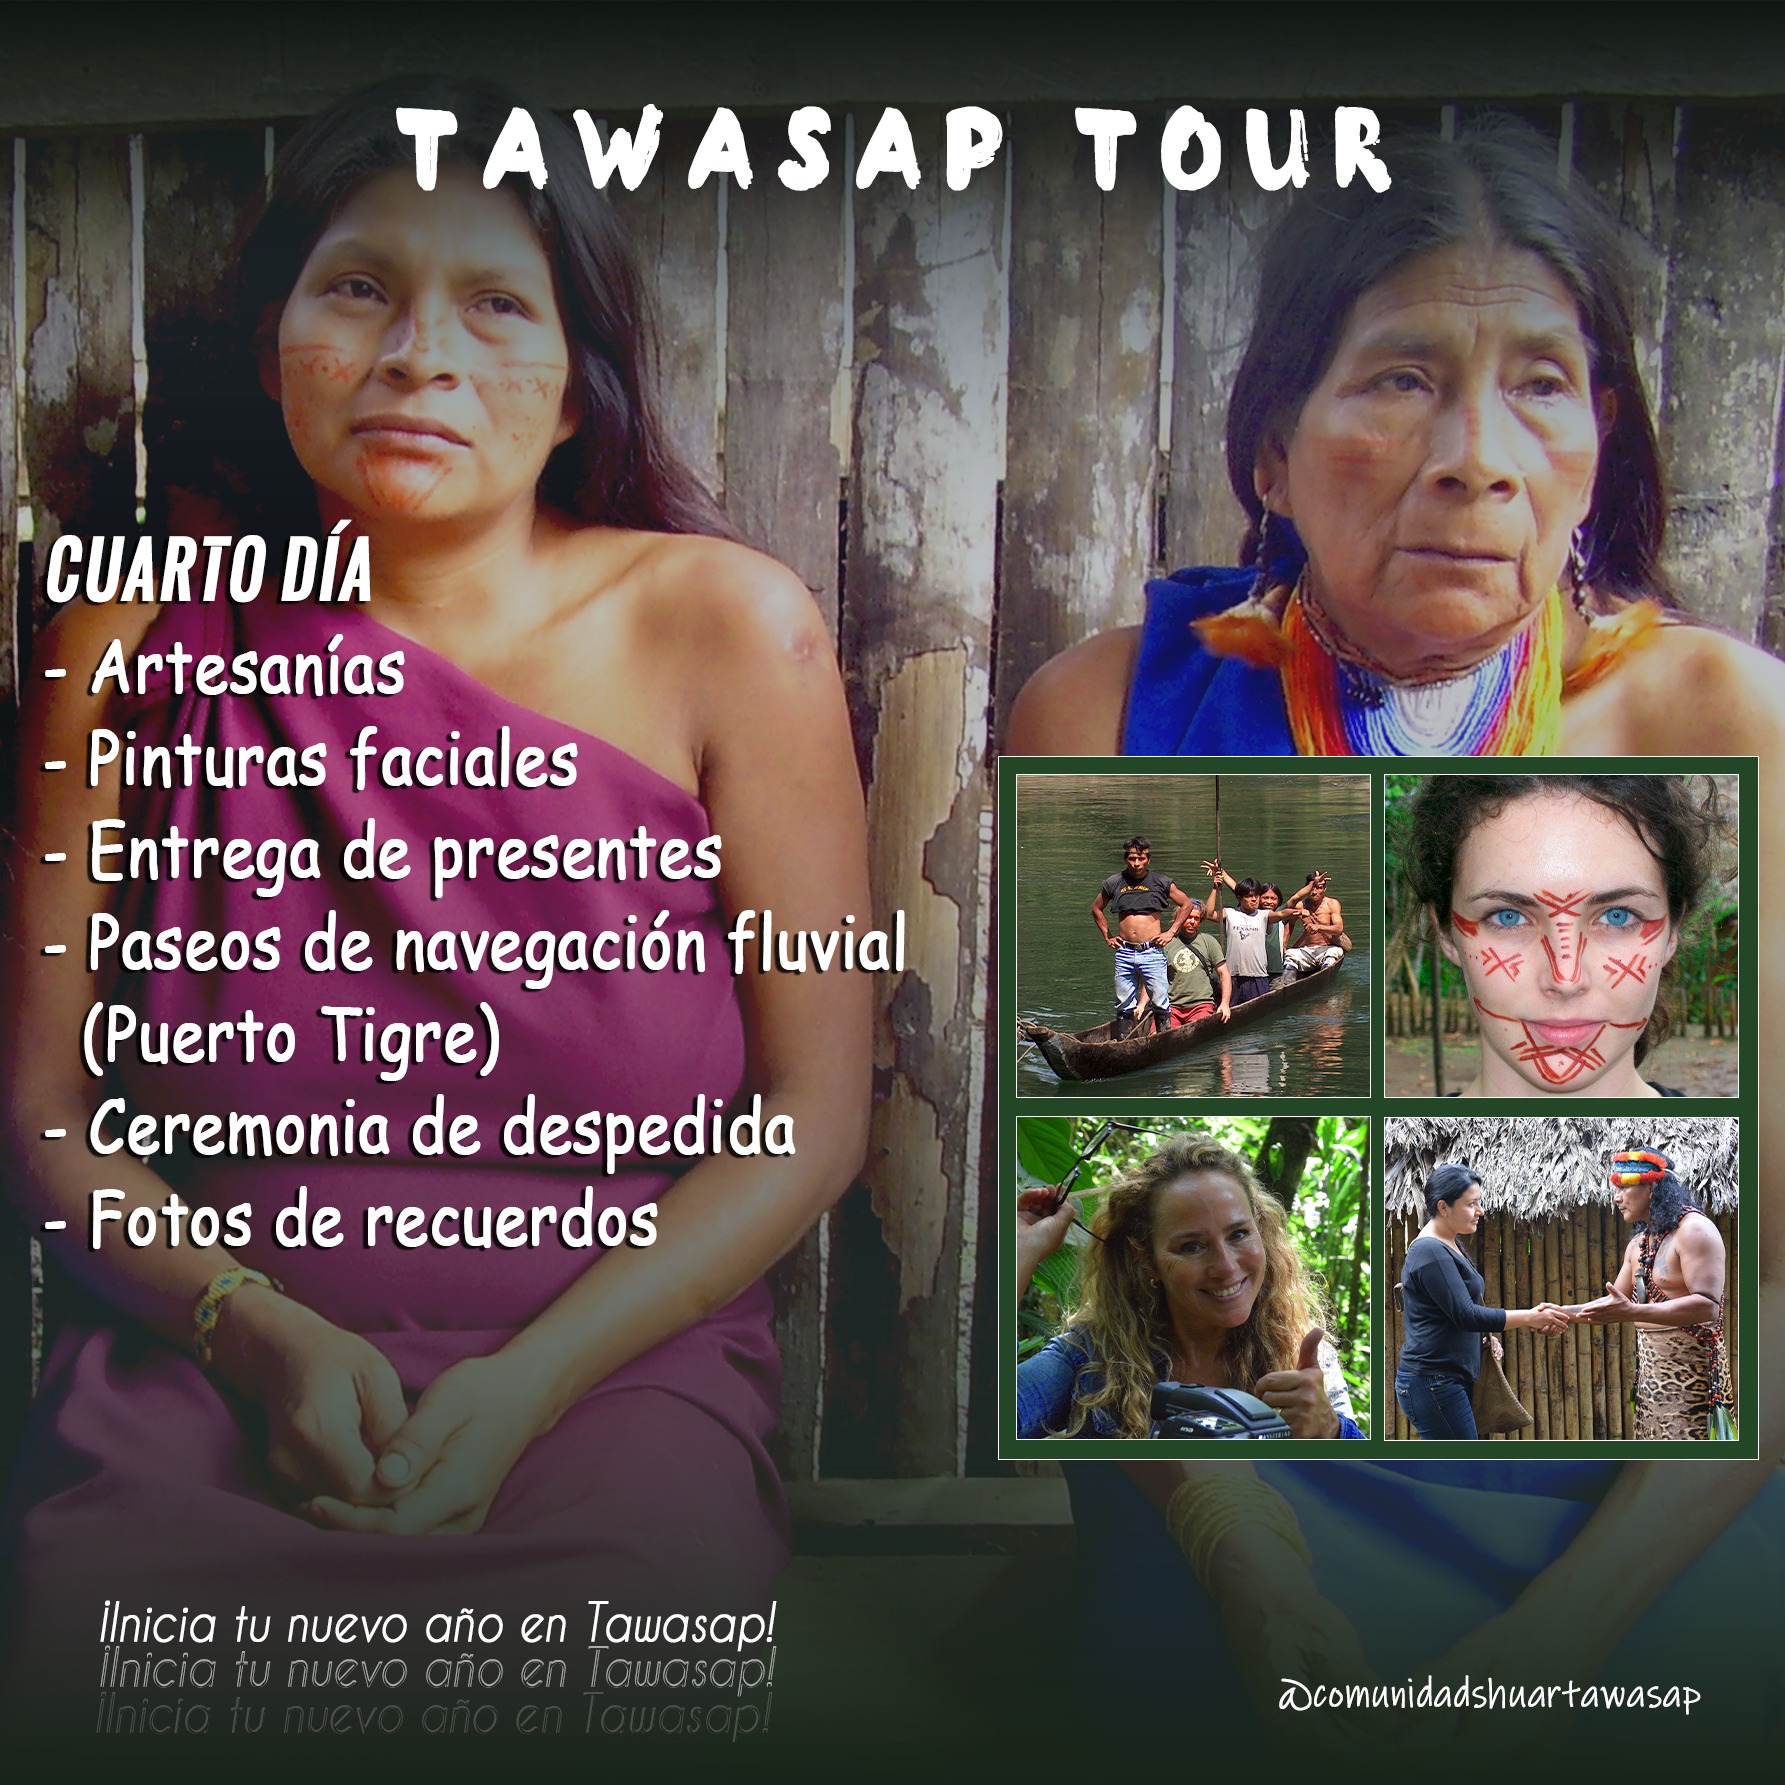 TAWASAP TOUR
CUARTO DÍA
- Artesanías
- Pinturas faciales
- Entrega de presentes
- Paseos de navegación fluvial
(Puerto Tigre)
- Ceremonia de despedida
- Fotos de recuerdos
TEXANS
HASSELBLAD
¡Inicia tu nuevo año en Tawasap!
¡Inicia tu nuevo año en Tawasap!
¡Inicia tu nuevo año en Tawasap!
@comunidadshuartawasap